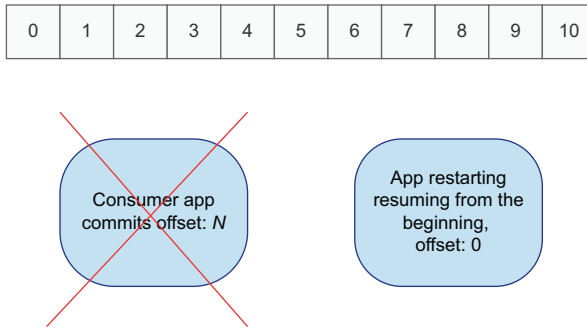 0 1 2 3 4 5 6 7 8 9 10
Consumer app
commits offset: N
App restarting
resuming from the
beginning,
offset: 0